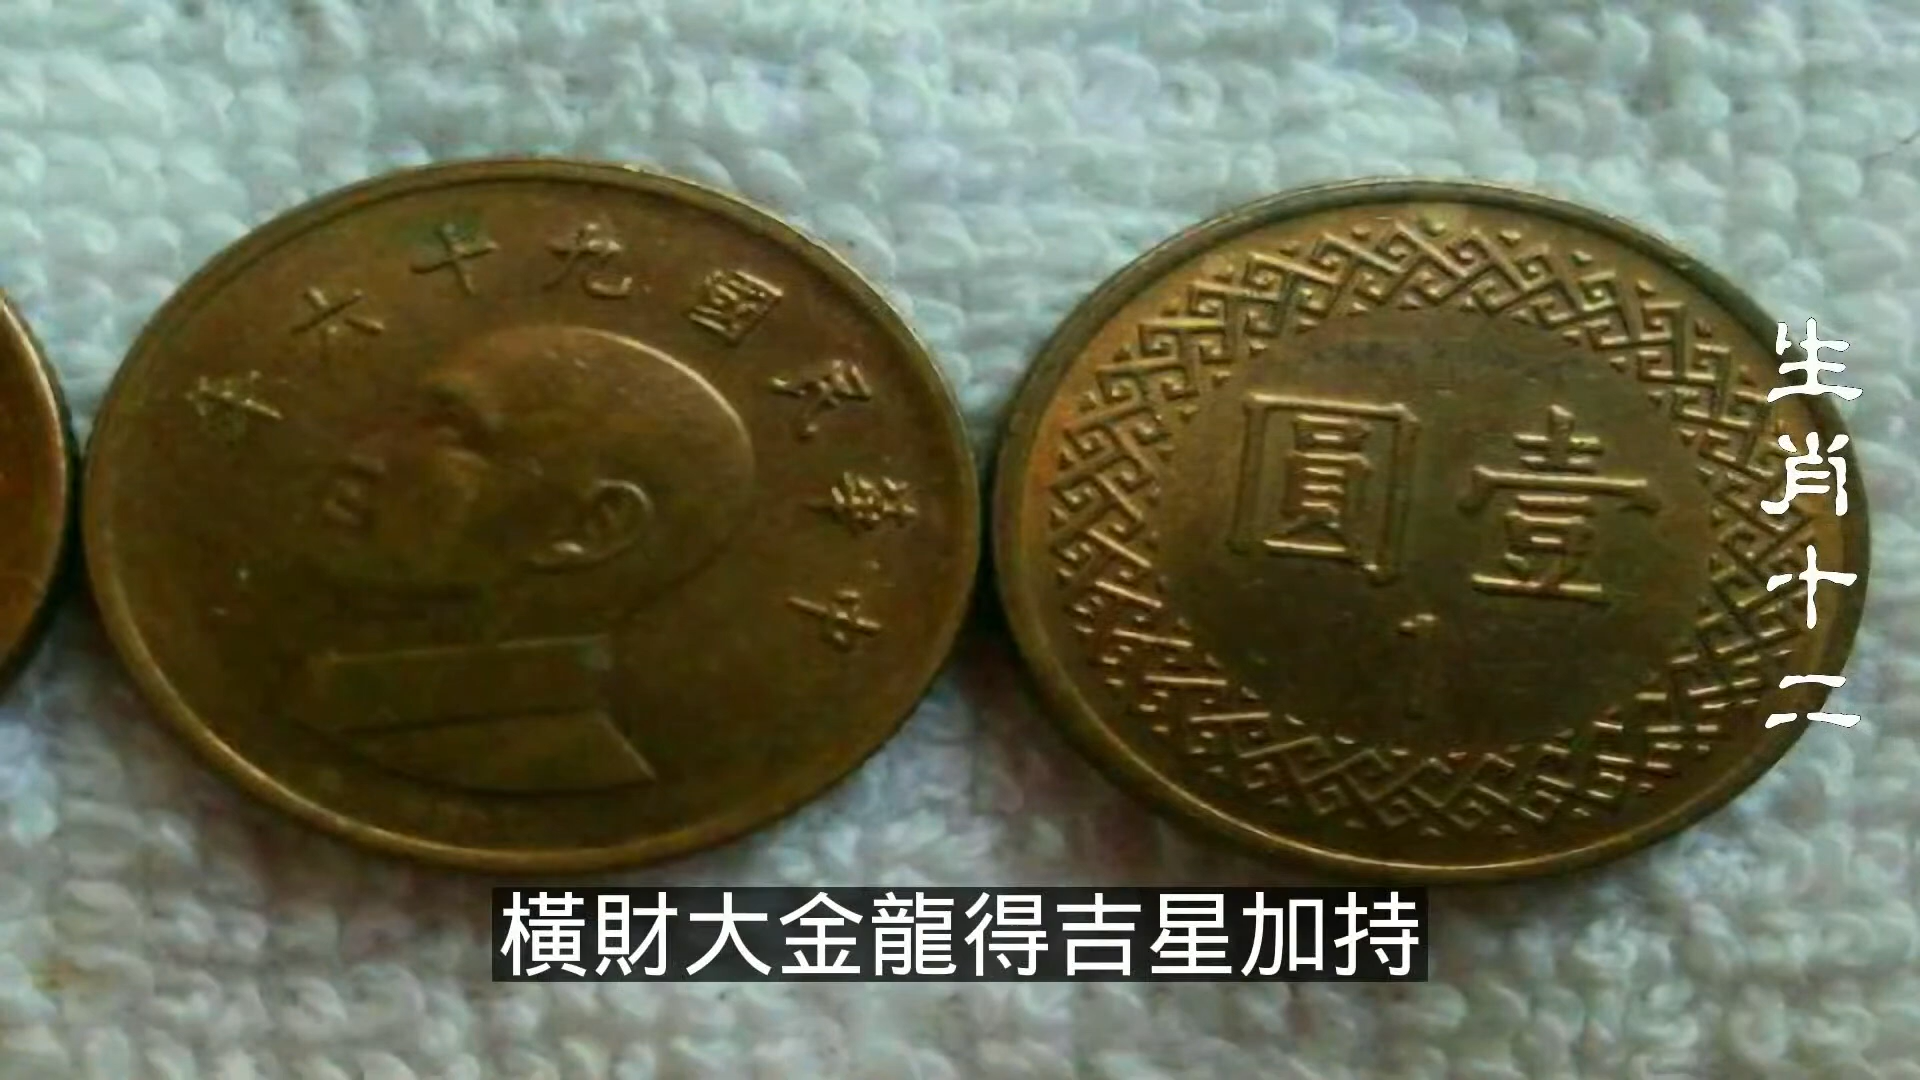 年六十九國民華中
壹圓
1
生肖十二
橫財大金龍得吉星加持